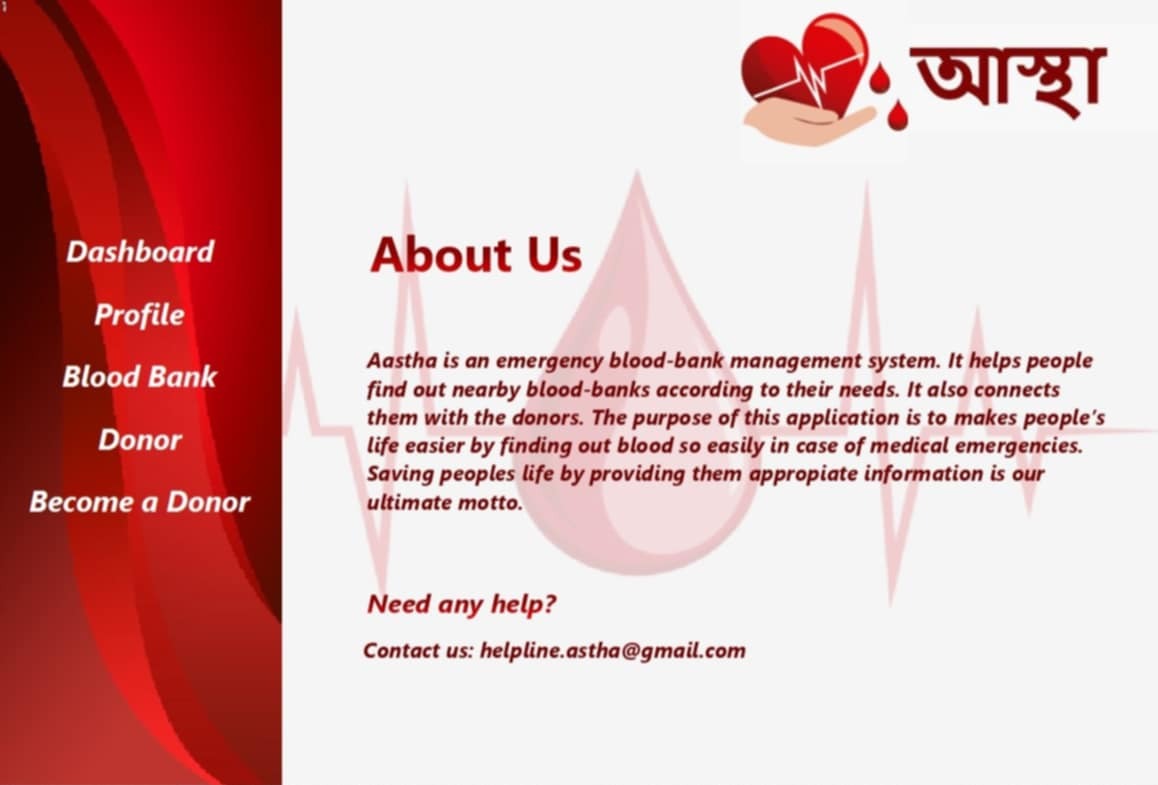 আস্থা
Dashboard
Profile
Blood Bank
Donor
Become a Donor
About Us
Aastha is an emergency blood-bank management system. It helps people
find out nearby blood-banks according to their needs. It also connects
them with the donors. The purpose of this application is to makes people's
life easier by finding out blood so easily in case of medical emergencies.
Saving peoples life by providing them appropiate information is our
ultimate motto.
Need any help?
Contact us: helpline.astha@gmail.com